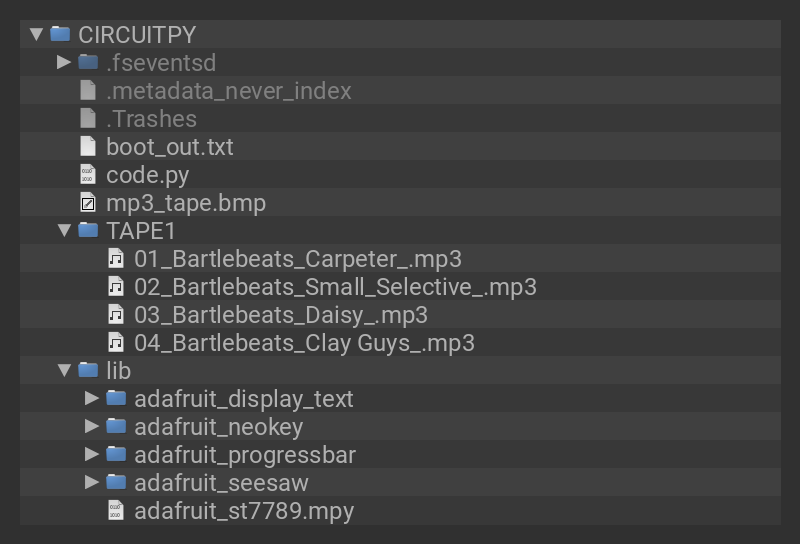 CIRCUITPY
.fseventsd
.metadata_never_index
.Trashes
boot_out.txt
code.py
mp3_tape.bmp
TAPE1
01_Bartlebeats_Carpeter_.mp3
02_Bartlebeats_Small_Selective_.mp3
03_Bartlebeats_Daisy_.mp3
04_Bartlebeats_Clay Guys_.mp3
lib
adafruit_display_text
adafruit_neokey
adafruit_progressbar
adafruit_seesaw
adafruit_st7789.mpy